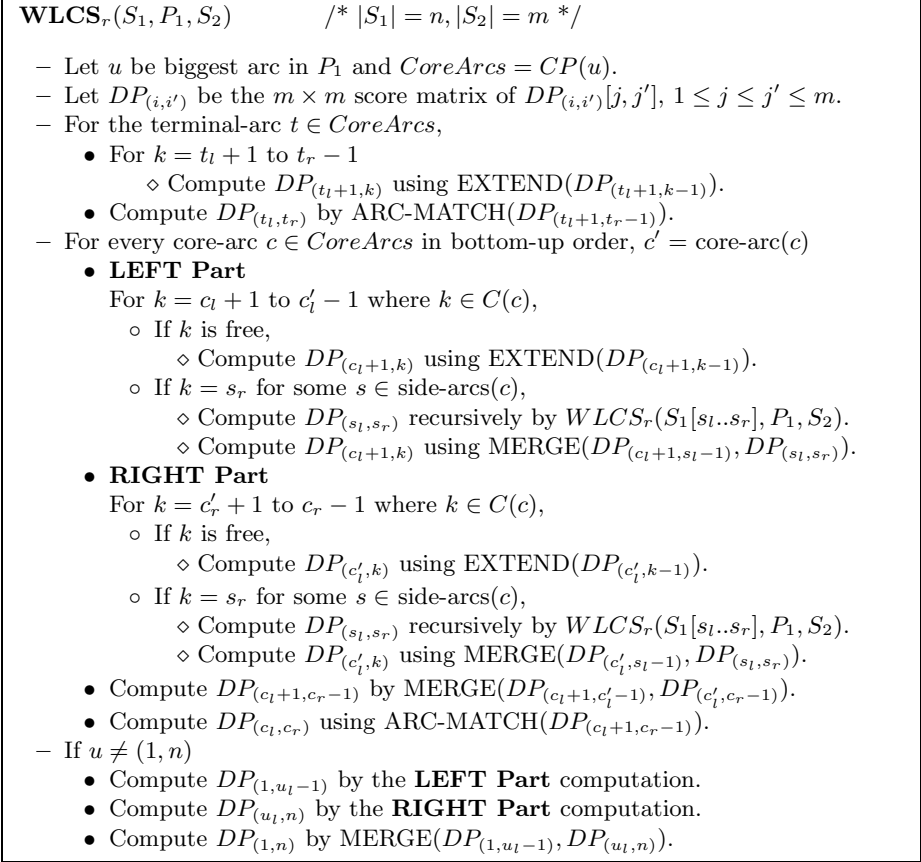 WLCS_r(S_1, P_1, S_2) /* |S_1| = n, |S_2| = m */
– Let u be biggest arc in P_1 and CoreArcs = CP(u).
– Let DP_{(i,i′)} be the m × m score matrix of DP_{(i,i′)}[j, j′], 1 ≤ j ≤ j′ ≤ m.
– For the terminal-arc t ∈ CoreArcs,
• For k = t_l + 1 to t_r − 1
⋄ Compute DP_{(t_l+1,k)} using EXTEND(DP_{(t_l+1,k−1)}).
• Compute DP_{(t_l,t_r)} by ARC-MATCH(DP_{(t_l+1,t_r−1)}).
– For every core-arc c ∈ CoreArcs in bottom-up order, c′ = core-arc(c)
• LEFT Part
For k = c_l + 1 to c′_l − 1 where k ∈ C(c),
◦ If k is free,
⋄ Compute DP_{(c_l+1,k)} using EXTEND(DP_{(c_l+1,k−1)}).
◦ If k = s_r for some s ∈ side-arcs(c),
⋄ Compute DP_{(s_l,s_r)} recursively by WLCS_r(S_1[s_l..s_r], P_1, S_2).
⋄ Compute DP_{(c_l+1,k)} using MERGE(DP_{(c_l+1,s_l−1)}, DP_{(s_l,s_r)}).
• RIGHT Part
For k = c′_r + 1 to c_r − 1 where k ∈ C(c),
◦ If k is free,
⋄ Compute DP_{(c′_l,k)} using EXTEND(DP_{(c′_l,k−1)}).
◦ If k = s_r for some s ∈ side-arcs(c),
⋄ Compute DP_{(s_l,s_r)} recursively by WLCS_r(S_1[s_l..s_r], P_1, S_2).
⋄ Compute DP_{(c′_l,k)} using MERGE(DP_{(c′_l,s_l−1)}, DP_{(s_l,s_r)}).
• Compute DP_{(c_l+1,c_r−1)} by MERGE(DP_{(c_l+1,c′_l−1)}, DP_{(c′_l,c_r−1)}).
• Compute DP_{(c_l,c_r)} using ARC-MATCH(DP_{(c_l+1,c_r−1)}).
– If u ≠ (1, n)
• Compute DP_{(1,u_l−1)} by the LEFT Part computation.
• Compute DP_{(u_l,n)} by the RIGHT Part computation.
• Compute DP_{(1,n)} by MERGE(DP_{(1,u_l−1)}, DP_{(u_l,n)}).